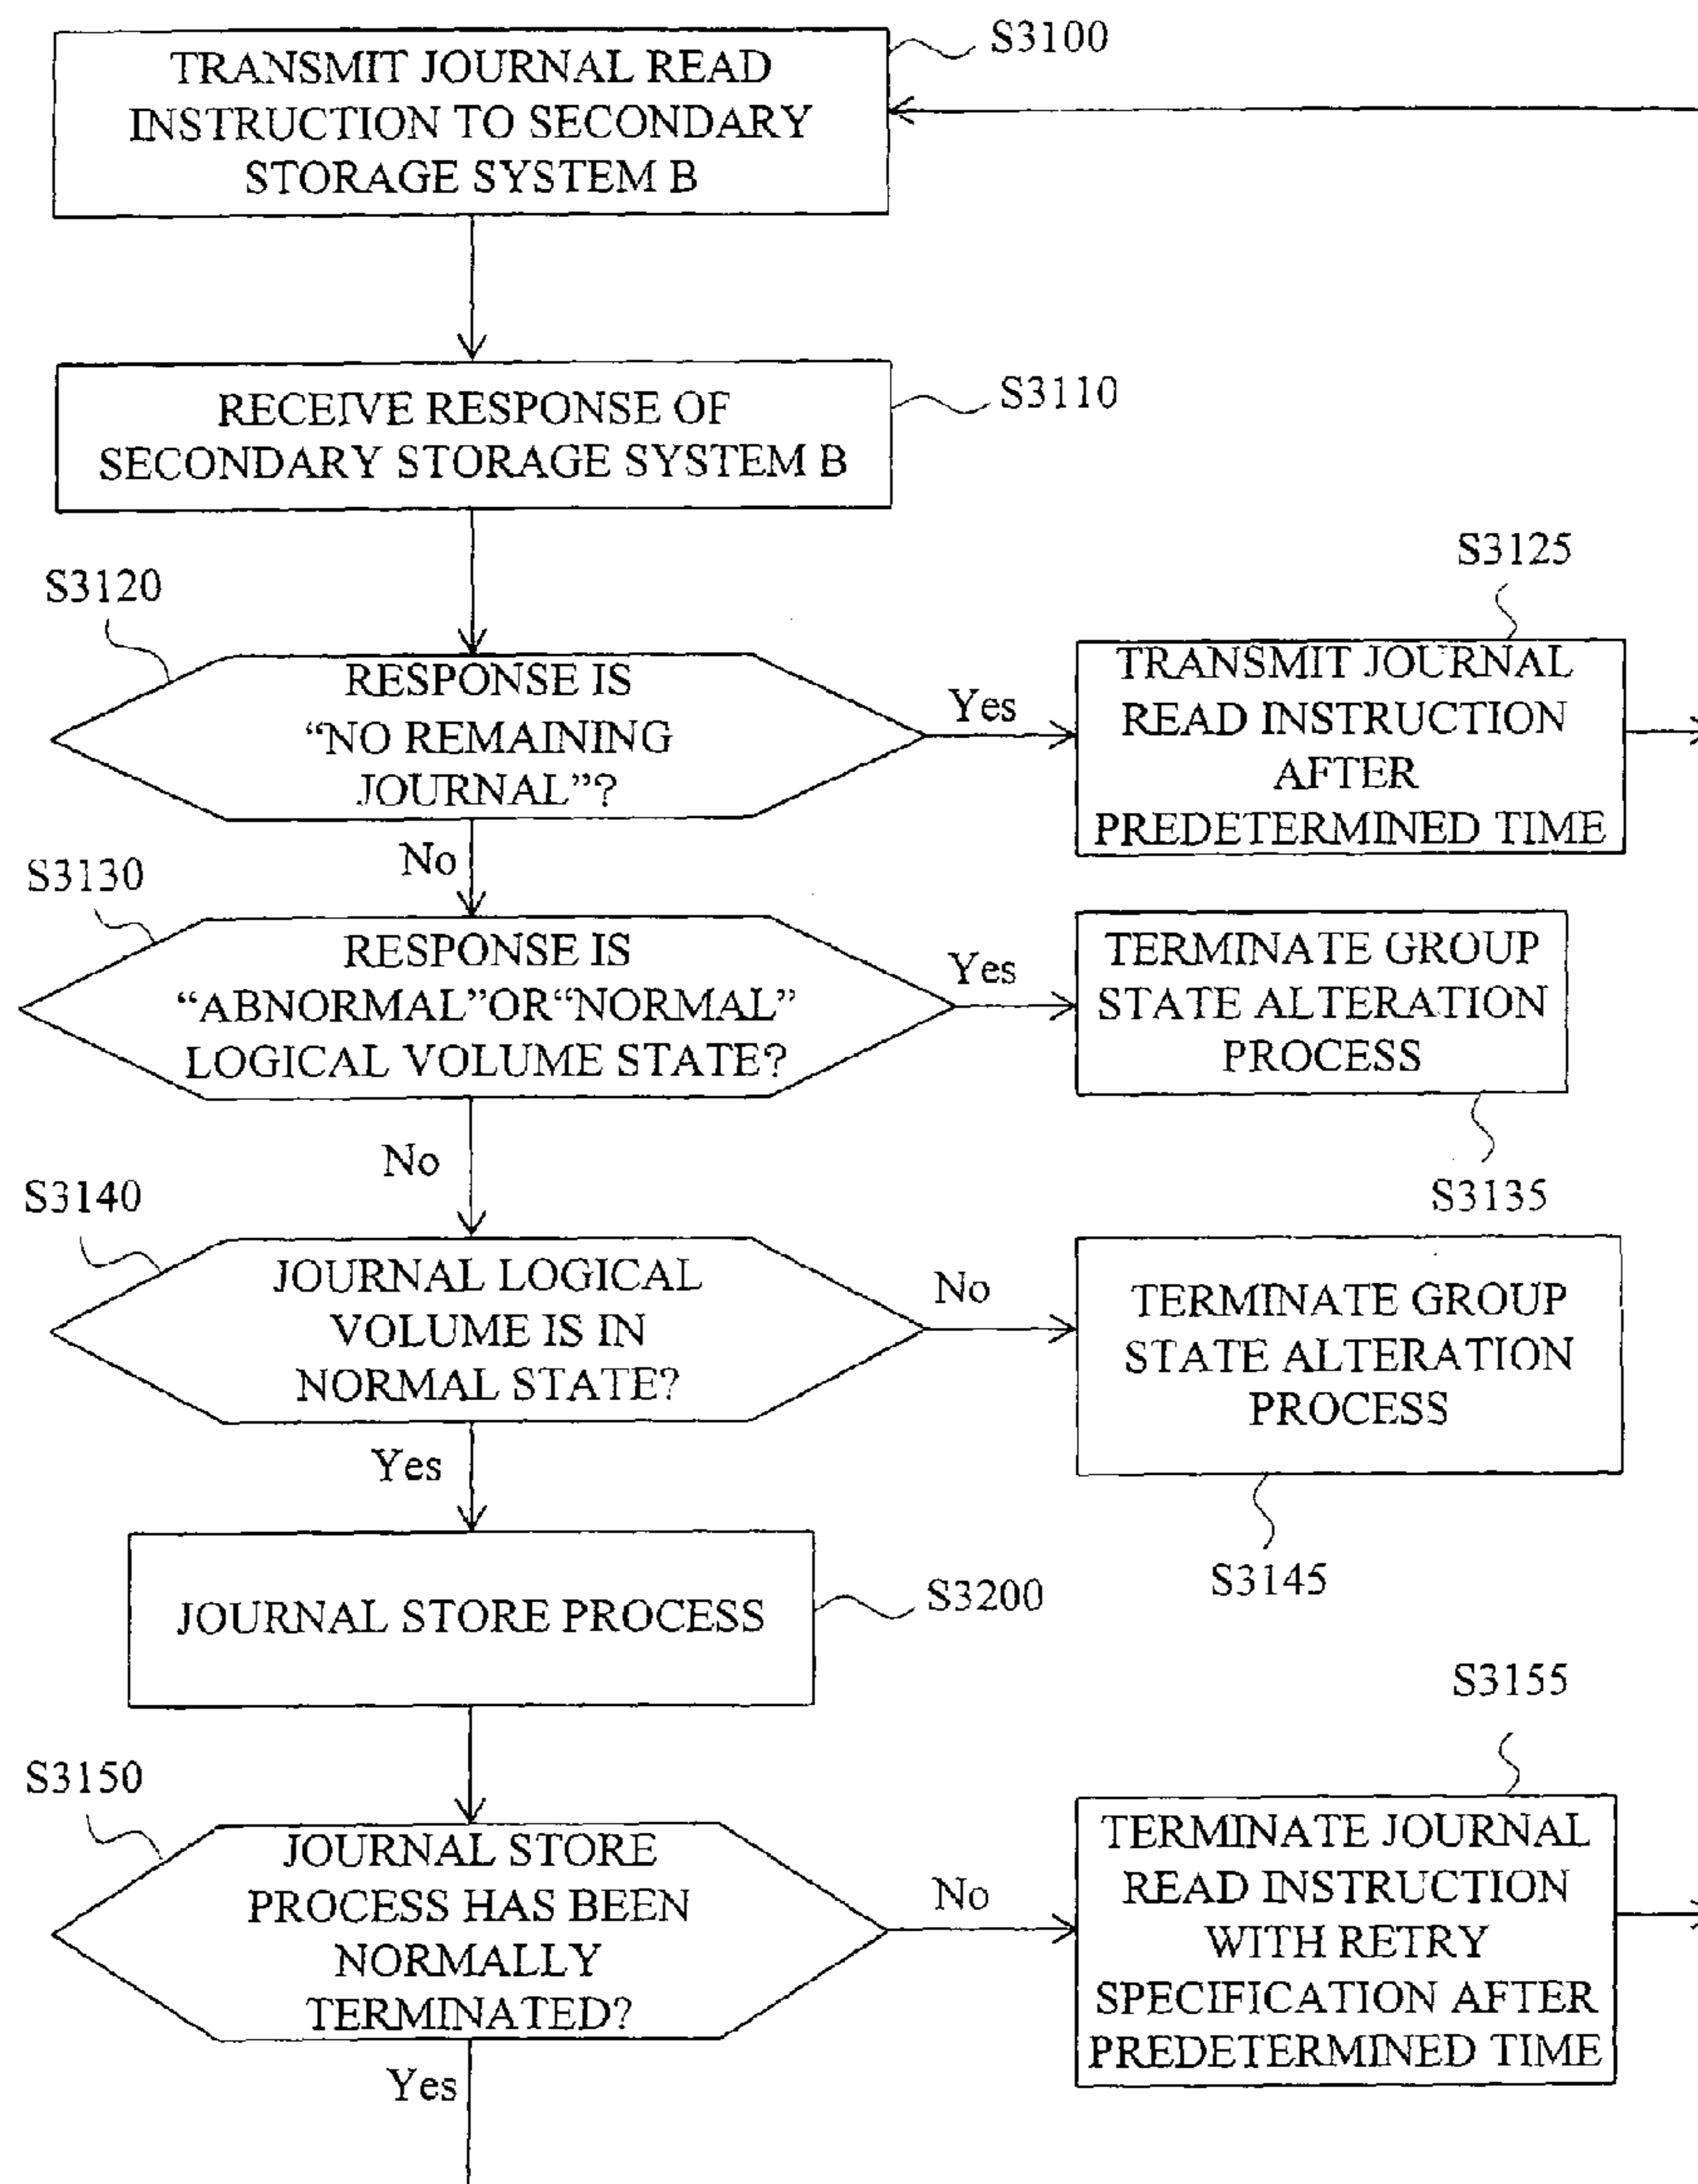 S3100
TRANSMIT JOURNAL READ
INSTRUCTION TO SECONDARY
STORAGE SYSTEM B
S3110
RECEIVE RESPONSE OF
SECONDARY STORAGE SYSTEM B
S3120
RESPONSE IS
“NO REMAINING
JOURNAL”?
Yes
S3125
TRANSMIT JOURNAL
READ INSTRUCTION
AFTER
PREDETERMINED TIME
No
S3130
RESPONSE IS
“ABNORMAL”OR“NORMAL”
LOGICAL VOLUME STATE?
Yes
TERMINATE GROUP
STATE ALTERATION
PROCESS
S3135
No
S3140
JOURNAL LOGICAL
VOLUME IS IN
NORMAL STATE?
No
TERMINATE GROUP
STATE ALTERATION
PROCESS
S3145
Yes
JOURNAL STORE PROCESS
S3200
S3150
JOURNAL STORE
PROCESS HAS BEEN
NORMALLY
TERMINATED?
No
S3155
TERMINATE JOURNAL
READ INSTRUCTION
WITH RETRY
SPECIFICATION AFTER
PREDETERMINED TIME
Yes